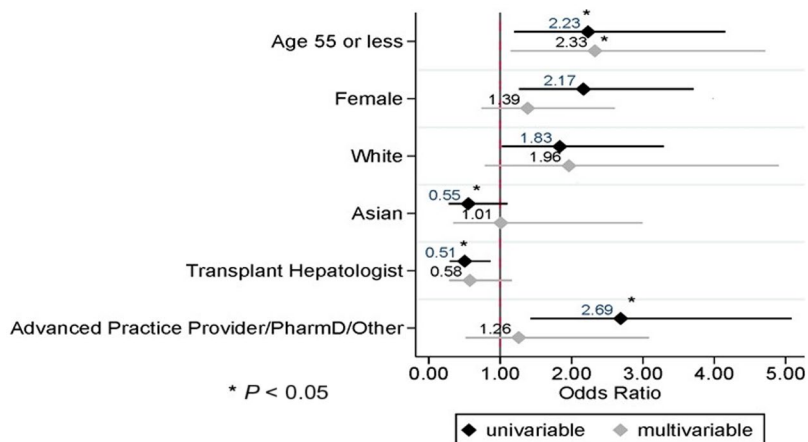 *
2.23
Age 55 or less
*
2.33
2.17
Female
1.39
1.83
White
1.96
0.55 *
Asian
1.01
0.51 *
Transplant Hepatologist
0.58
2.69 *
Advanced Practice Provider/PharmD/Other
1.26
0.00 1.00 2.00 3.00 4.00 5.00
* P < 0.05
Odds Ratio
univariable multivariable